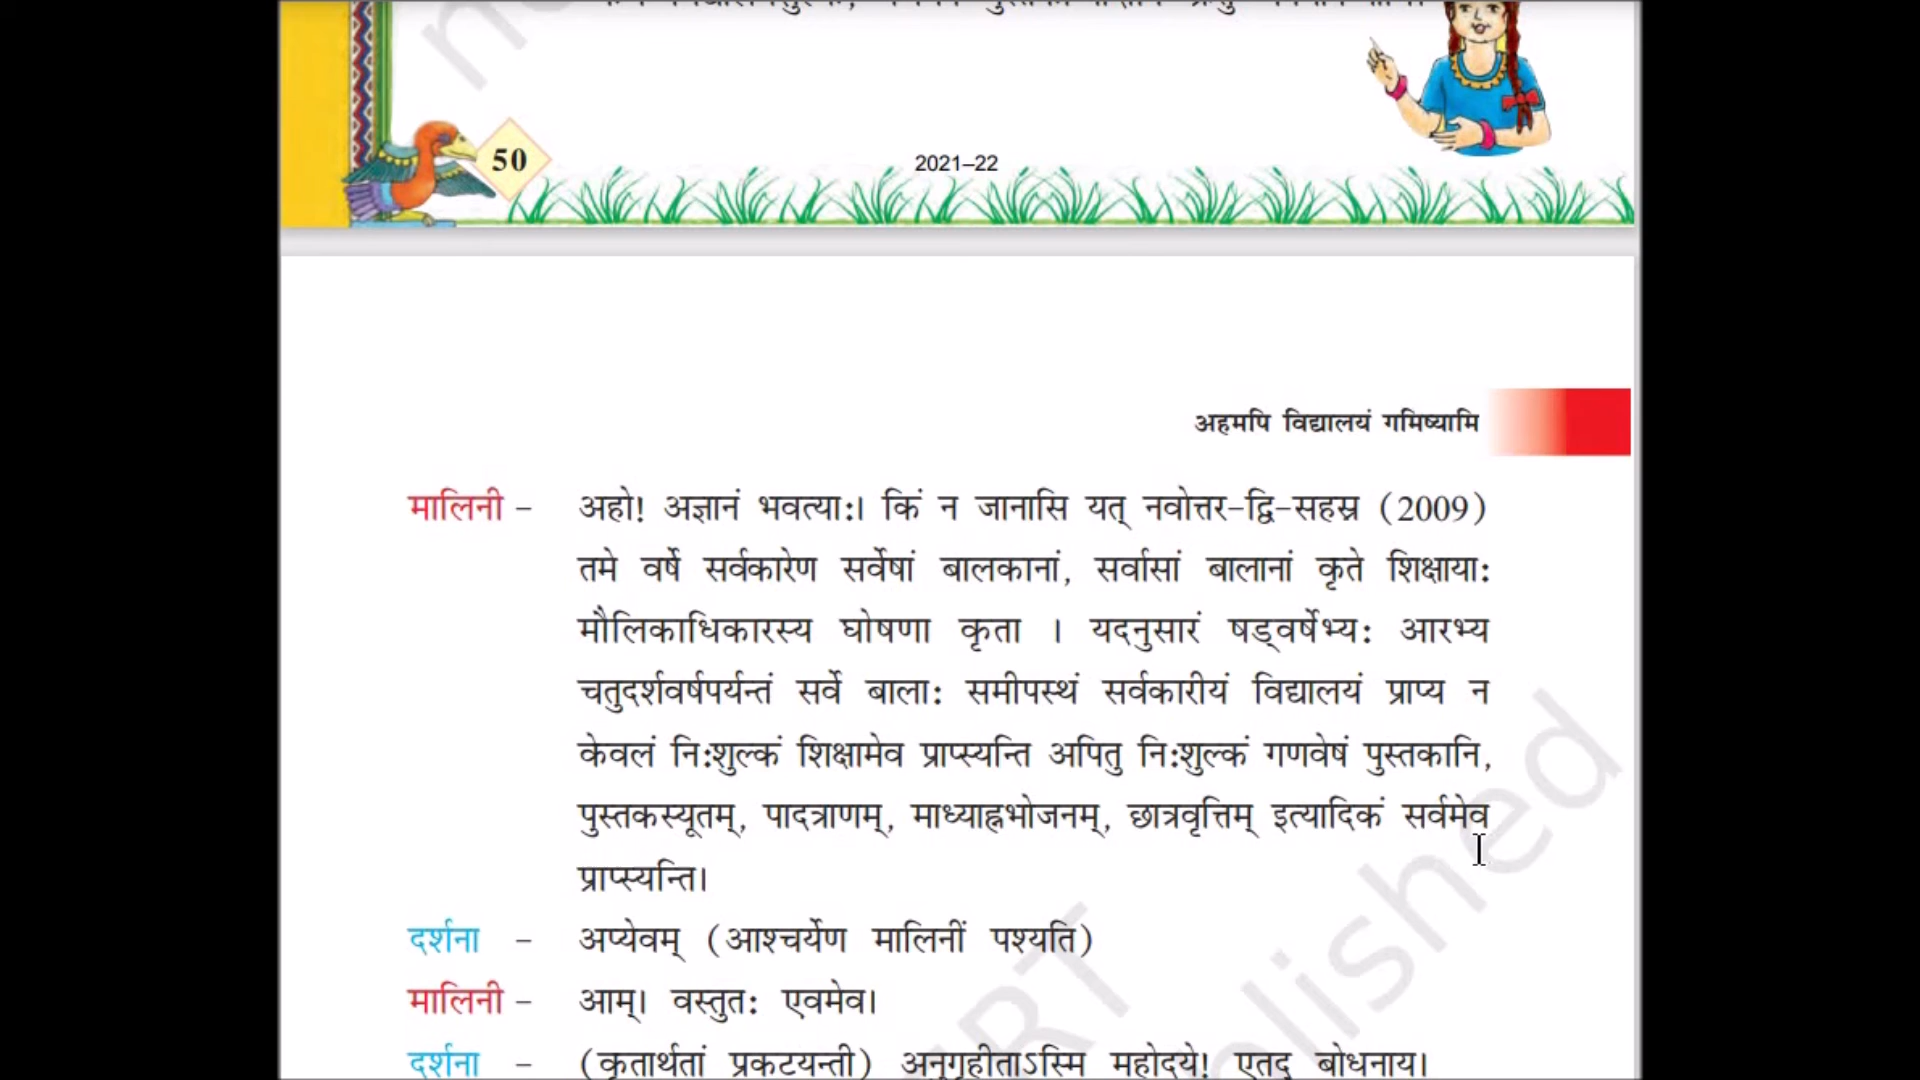 50
2021–22
अहमपि विद्यालयं गमिष्यामि
मालिनी – अहो! अज्ञानं भवत्याः। किं न जानासि यत् नवोत्तर-द्वि-सहस्र (2009)
तमे वर्षे सर्वकारेण सर्वेषां बालकानां, सर्वासां बालानां कृते शिक्षायाः
मौलिकाधिकारस्य घोषणा कृता । यदनुसारं षड्वर्षेभ्यः आरभ्य
चतुदर्शवर्षपर्यन्तं सर्वे बालाः समीपस्थं सर्वकारीयं विद्यालयं प्राप्य न
केवलं निःशुल्कं शिक्षामेव प्राप्स्यन्ति अपितु निःशुल्कं गणवेषं पुस्तकानि,
पुस्तकस्यूतम्, पादत्राणम्, माध्याह्नभोजनम्, छात्रवृत्तिम् इत्यादिकं सर्वमेव
प्राप्स्यन्ति।
दर्शना – अप्येवम् (आश्चर्येण मालिनीं पश्यति)
मालिनी – आम्। वस्तुतः एवमेव।
दर्शना – (कृतार्थतां प्रकटयन्ती) अनुगृहीताऽस्मि महोदये! एतद् बोधनाय।